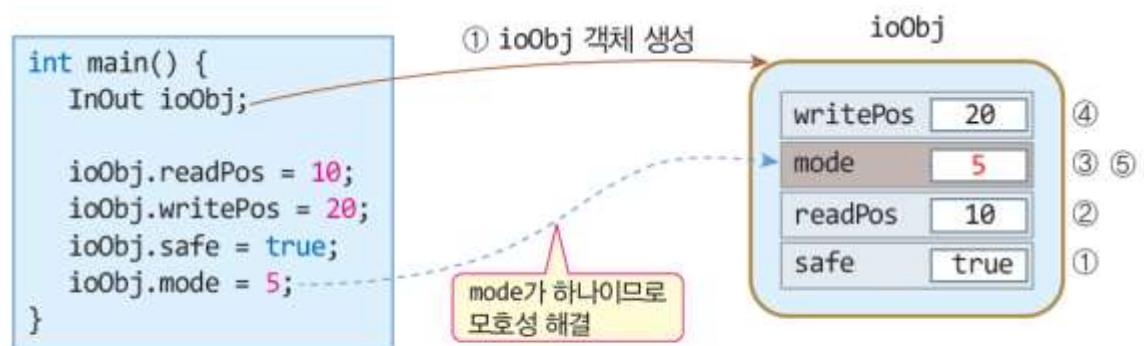 int main() {
InOut ioObj;
ioObj.readPos = 10;
ioObj.writePos = 20;
ioObj.safe = true;
ioObj.mode = 5;
}
① ioObj 객체 생성
mode가 하나이므로
모호성 해결
ioObj
writePos 20 ④
mode 5 ③ ⑤
readPos 10 ②
safe true ①